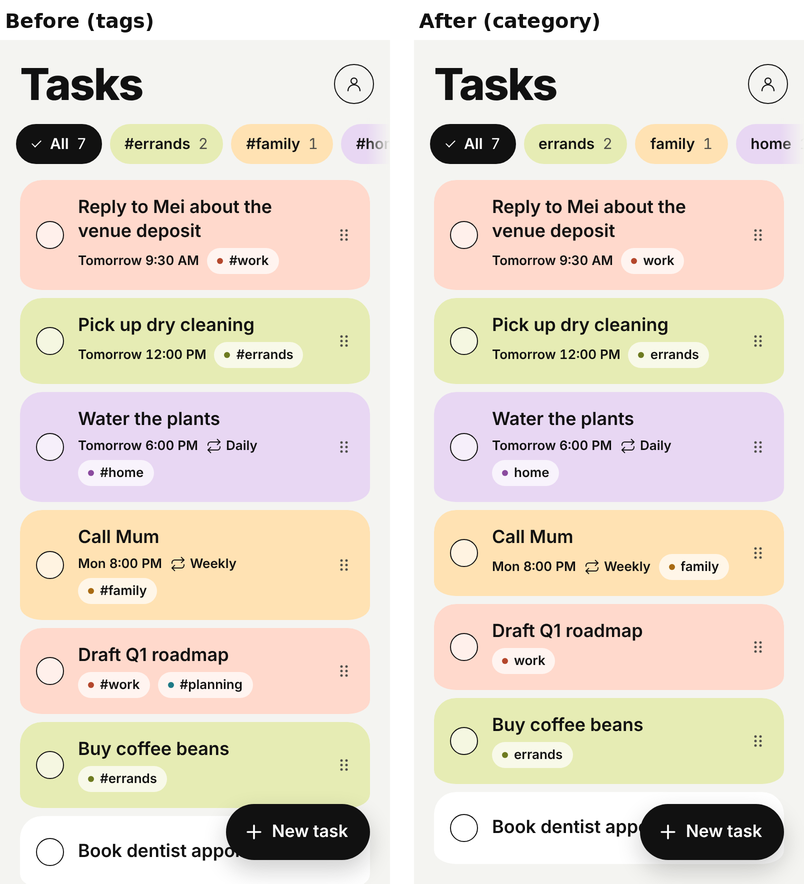 Before (tags)
Tasks
All 7
#errands 2
#family 1
Reply to Mei about the
venue deposit
Tomorrow 9:30 AM #work
Pick up dry cleaning
Tomorrow 12:00 PM #errands
Water the plants
Tomorrow 6:00 PM Daily
#home
Call Mum
Mon 8:00 PM Weekly
#family
Draft Q1 roadmap
#work #planning
Buy coffee beans
#errands
Book dentist
New task
After (category)
Tasks
All 7
errands 2
family 1
home
Reply to Mei about the
venue deposit
Tomorrow 9:30 AM work
Pick up dry cleaning
Tomorrow 12:00 PM errands
Water the plants
Tomorrow 6:00 PM Daily
home
Call Mum
Mon 8:00 PM Weekly family
Draft Q1 roadmap
work
Buy coffee beans
errands
Book dentist
New task